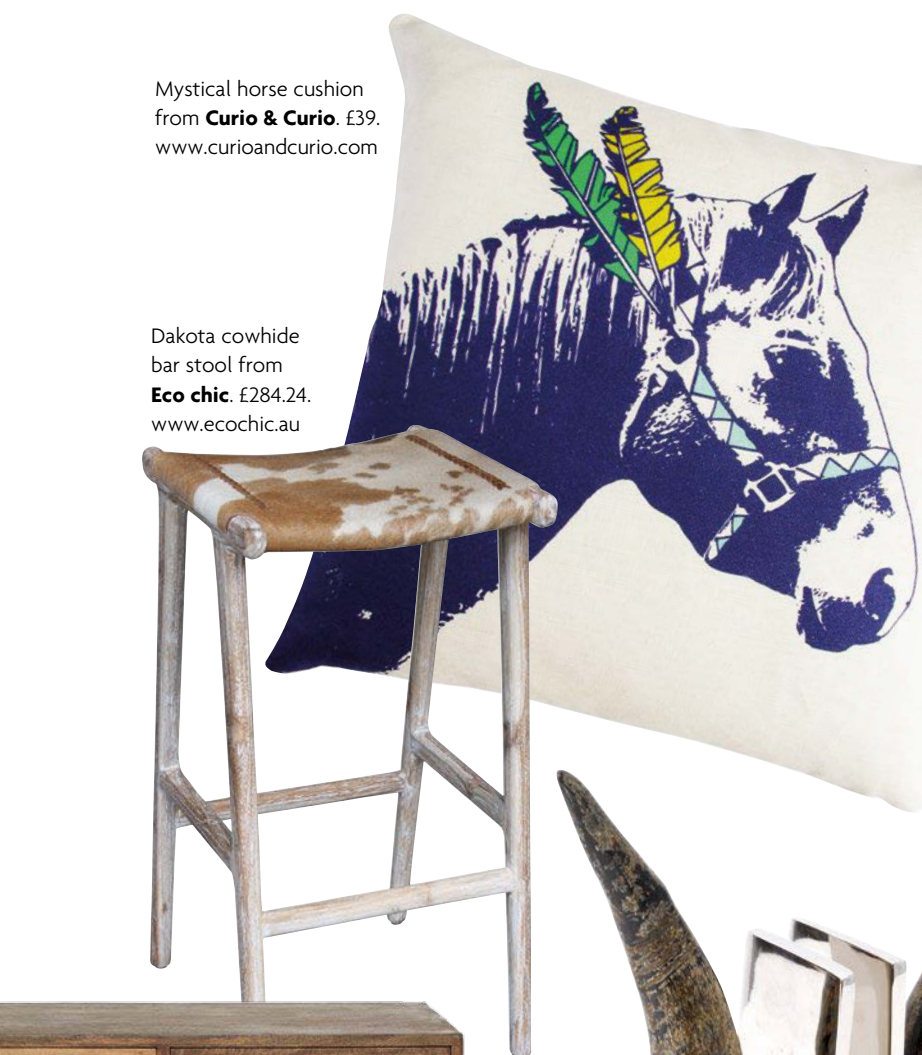 Mystical horse cushion
from Curio & Curio. £39.
www.curioandcurio.com
Dakota cowhide
bar stool from
Eco chic. £284.24.
www.ecochic.au